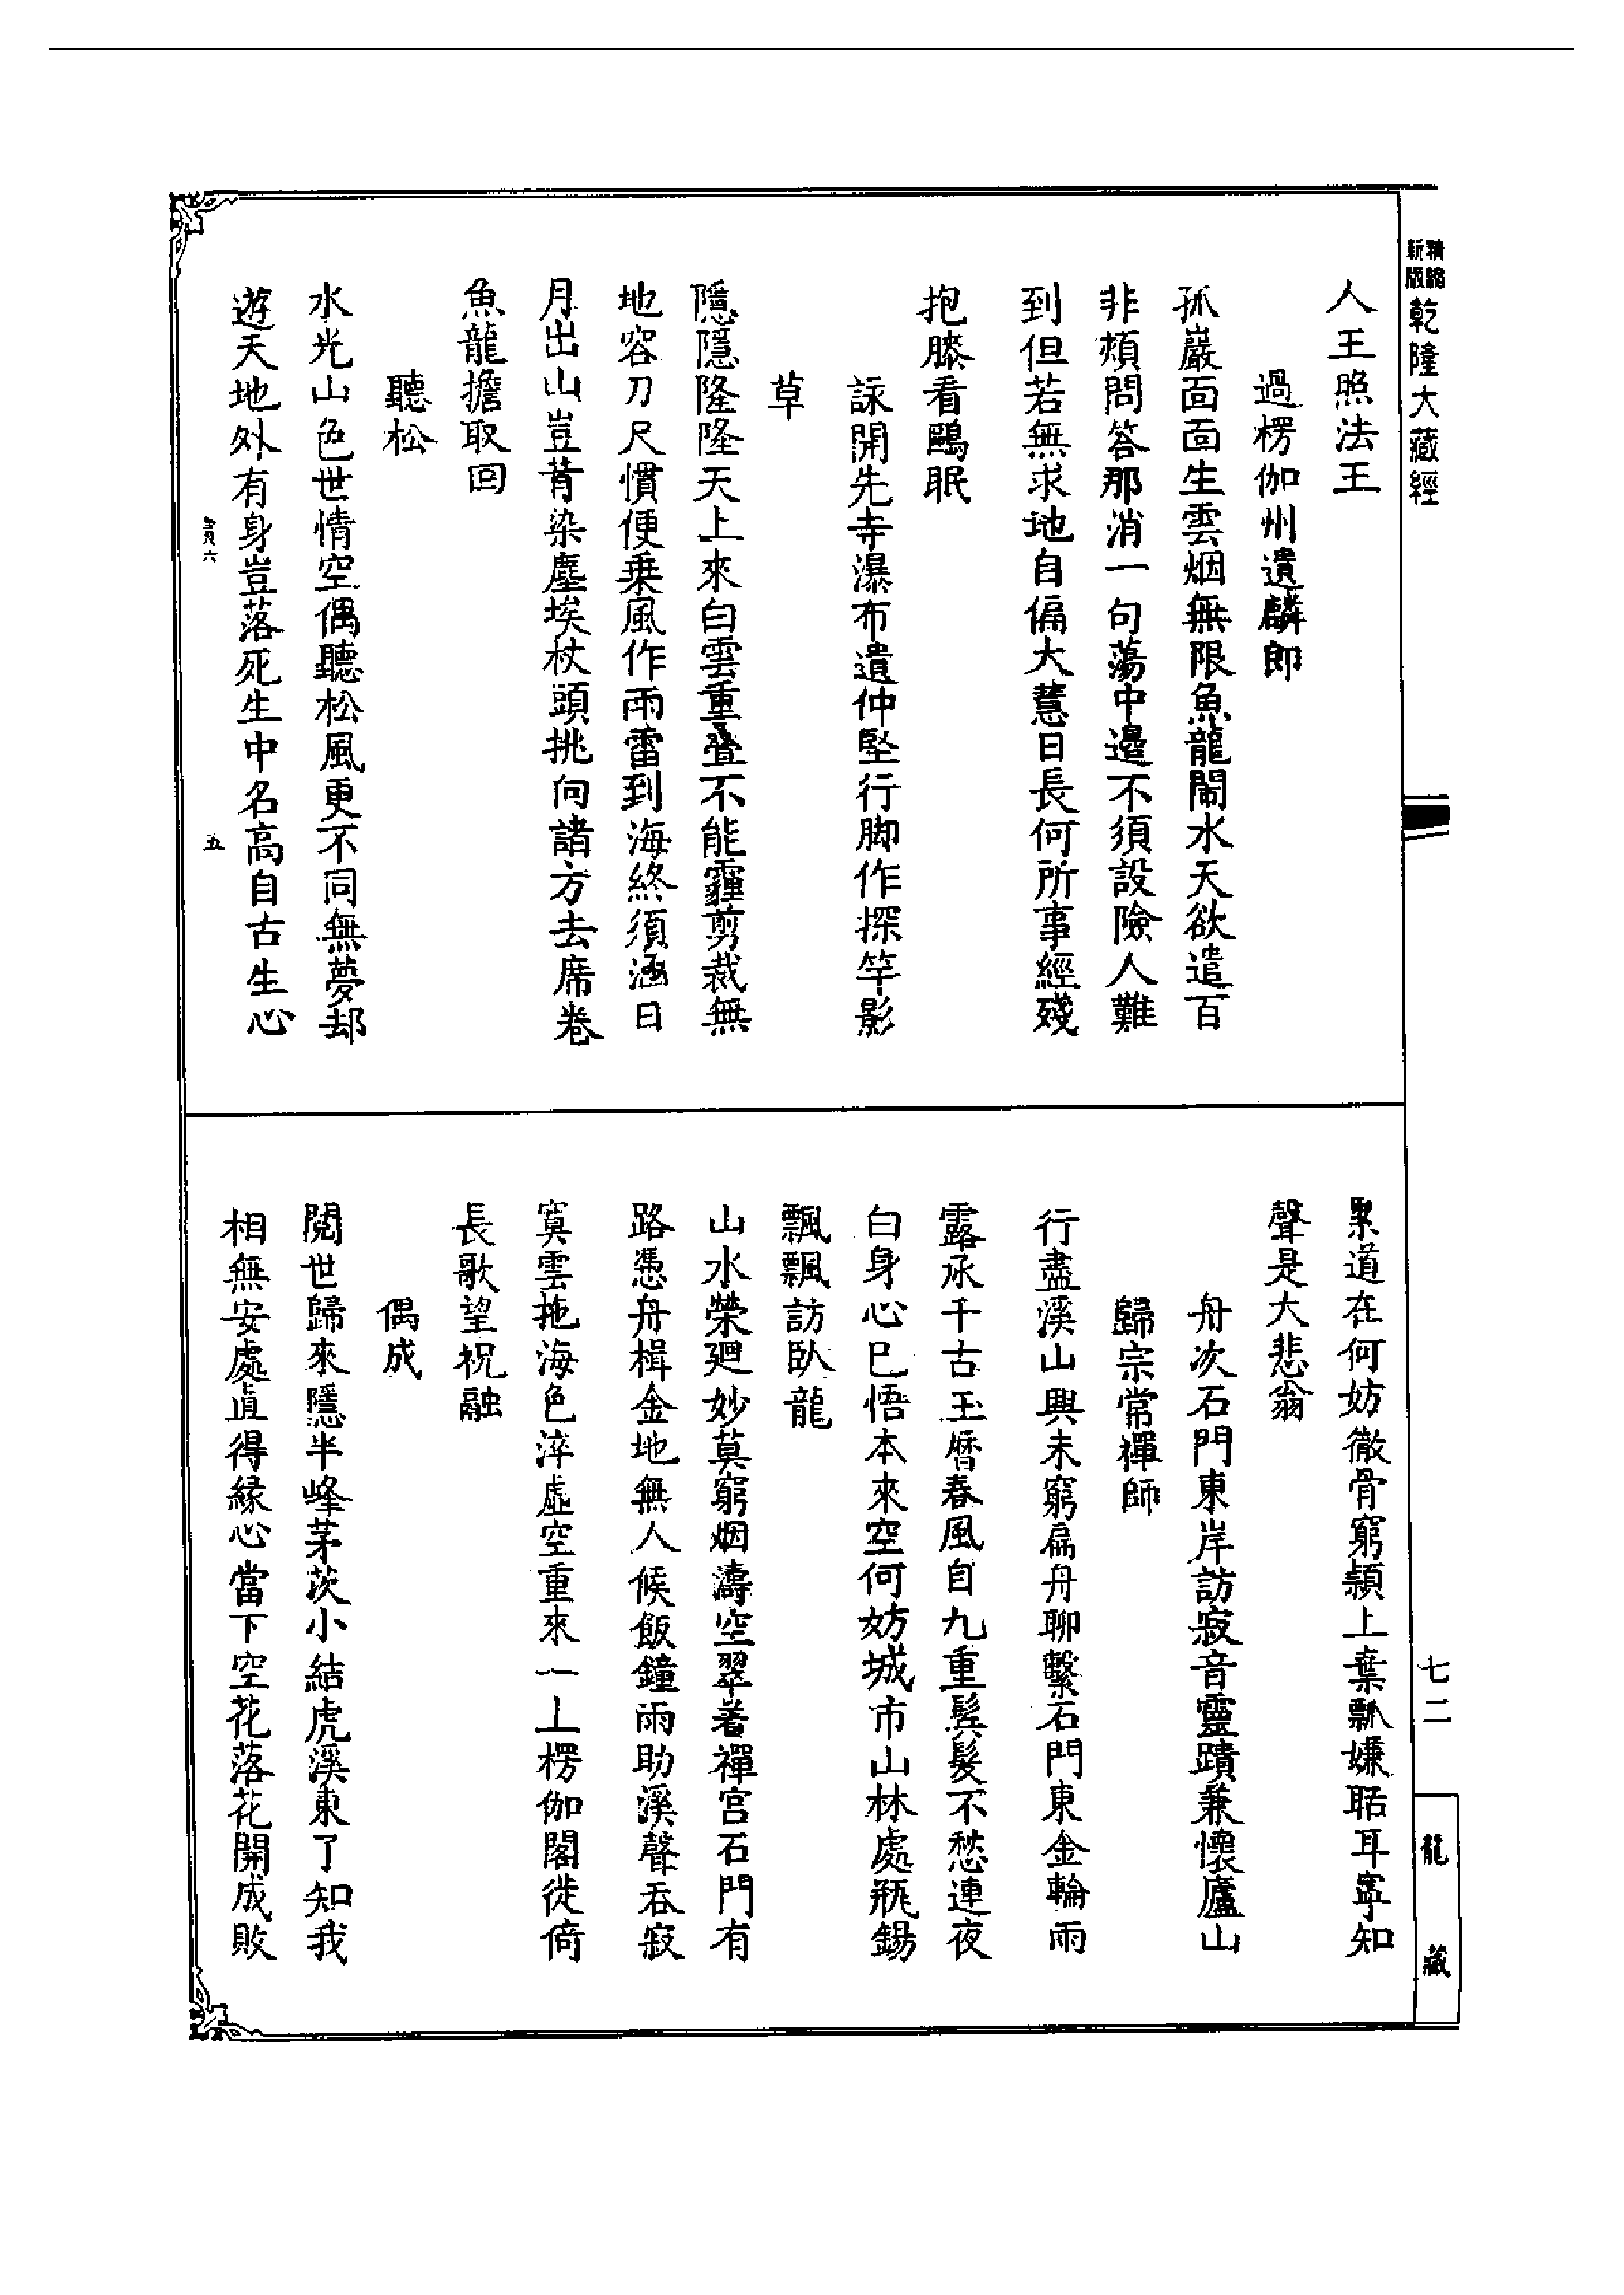 精縮
新版
乾隆大藏經
人王照法王
過楞伽州遺麟郎
孤巖面面生雲烟無限魚龍鬧水天欲遣百
非頻問答那消一句蕩中邊不須設險人難
到但若無求地自偏大慧日長何所事經殘
抱膝看鷗眠
詠開先寺瀑布遺仲堅行脚作探竿影
草
隱隱隆隆天上來白雲重疊不能霾剪裁無
地容刀尺慣便乗風作雨雷到海終須涵日
月出山豈肯染塵埃杖頭挑向諸方去席卷
魚龍擔取回
聽松
水光山色世情空偶聽松風更不同無夢却
遊天地外有身豈落死生中名高自古生心
六
五
累道在何妨徹骨窮潁上棄瓢嫌聒耳寧知
聲是大悲翁
舟次石門東岸訪寂音靈蹟兼懷廬山
歸宗常禪師
行盡溪山興未窮扁舟聊繫石門東金輪雨
露承千古玉曆春風自九重鬂髮不愁連夜
白身心已悟本來空何妨城市山林處瓶錫
飄飄訪臥龍
山水縈廻妙莫窮烟濤空翠著禪宮石門有
路憑舟楫金地無人候飯鐘雨助溪聲吞寂
寞雲拖海色淬虛空重來一上楞伽閣徙倚
長歌望祝融
偶成
閱世歸來隱半峰茅茨小結虎溪東了知我
相無安處直得緣心當下空花落花開成敗
七二
龍藏